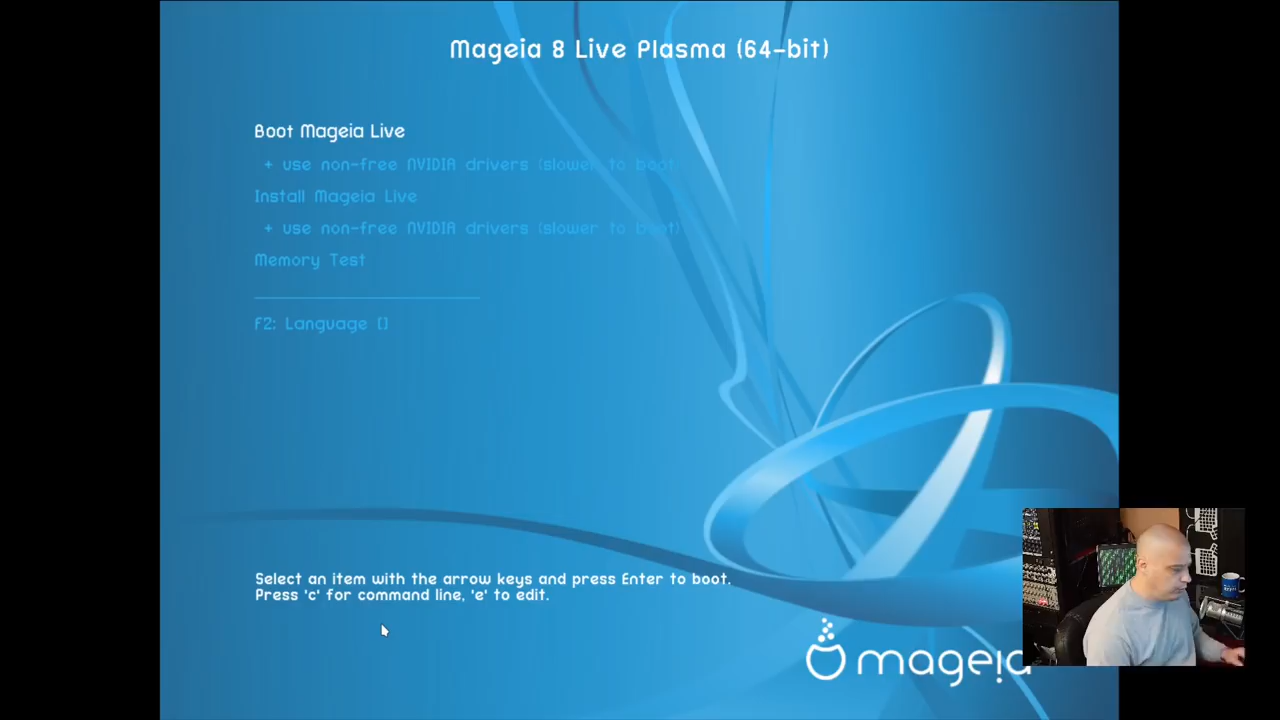 Mageia 8 Live Plasma (64-bit)
Boot Mageia Live
+ use non-free NVIDIA drivers (slower to boot)
Install Mageia Live
+ use non-free NVIDIA drivers (slower to boot)
Memory Test
F2: Language []
Select an item with the arrow keys and press Enter to boot.
Press 'c' for command line, 'e' to edit.
mageia